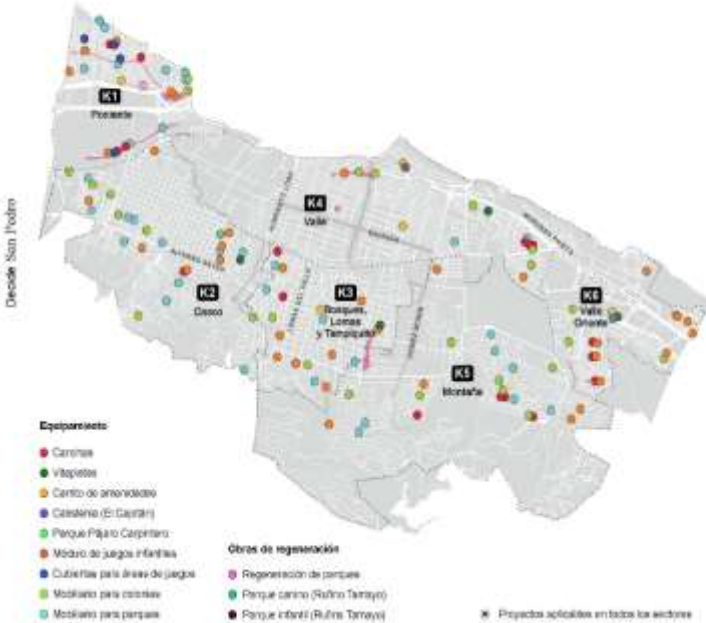 Decide San Pedro
K1
Poniente
K4
Valle
K2
Casco
K3
Bosques,
Lomas
y Tampiquito
K6
Valle
Oriente
K5
Montaña
Equipamiento
Canchas
Vitapistas
Carrito de amenidades
Calistenia (El Capitán)
Parque Pájaro Carpintero
Módulo de juegos infantiles
Cubiertas para áreas de juegos
Mobiliario para colonias
Mobiliario para parques
Obras de regeneración
Regeneración de parques
Parque canino (Rufino Tamayo)
Parque infantil (Rufino Tamayo)
Proyectos aplicables en todos los sectores